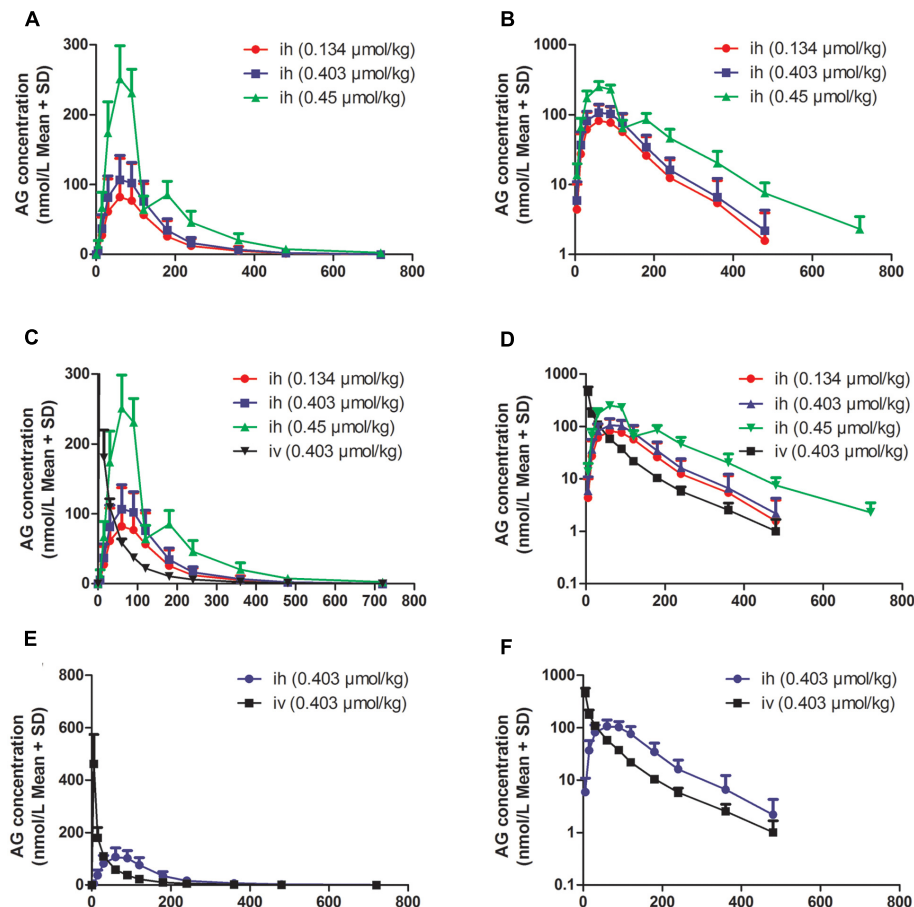 A
AG concentration
(nmol/L Mean + SD)
300
200
100
0
0 200 400 600 800
ih (0.134 μmol/kg)
ih (0.403 μmol/kg)
ih (0.45 μmol/kg)
B
AG concentration
(nmol/L Mean + SD)
1000
100
10
1
0 200 400 600 800
ih (0.134 μmol/kg)
ih (0.403 μmol/kg)
ih (0.45 μmol/kg)
C
AG concentration
(nmol/L Mean + SD)
300
200
100
0
0 100 200 300 400 500 600 700 800
ih (0.134 μmol/kg)
ih (0.403 μmol/kg)
ih (0.45 μmol/kg)
iv (0.403 μmol/kg)
D
AG concentration
(nmol/L Mean + SD)
1000
100
10
1
0.1
0 200 400 600 800
ih (0.134 μmol/kg)
ih (0.403 μmol/kg)
ih (0.45 μmol/kg)
iv (0.403 μmol/kg)
E
AG concentration
(nmol/L Mean + SD)
800
600
400
200
0
0 200 400 600 800
ih (0.403 μmol/kg)
iv (0.403 μmol/kg)
F
AG concentration
(nmol/L Mean + SD)
1000
100
10
1
0.1
0 200 400 600 800
ih (0.403 μmol/kg)
iv (0.403 μmol/kg)